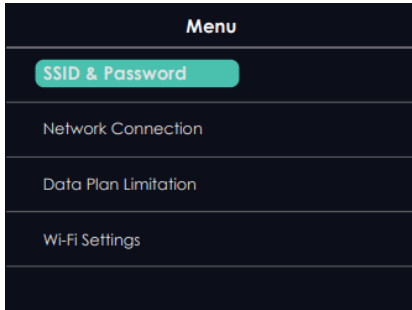 Menu
SSID & Password
Network Connection
Data Plan Limitation
Wi-Fi Settings